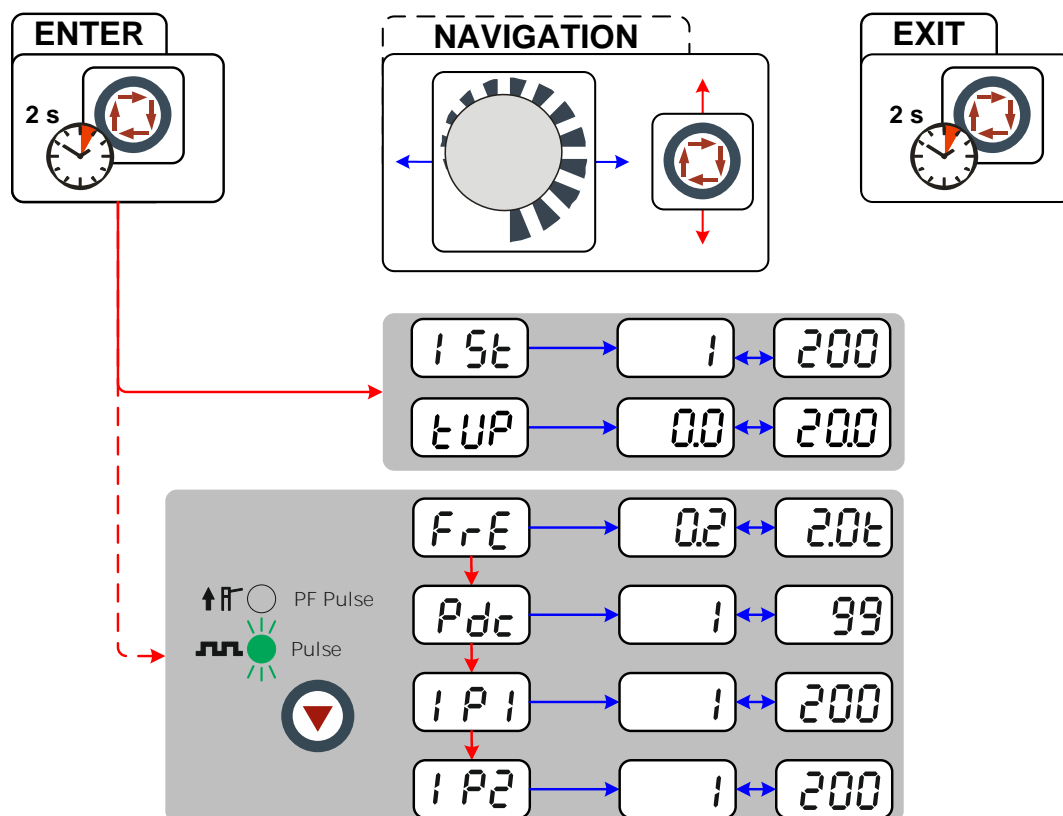 ENTER
NAVIGATION
EXIT
2 s
2 s
I St 1 200
tUP 0.0 20.0
FrE 0.2 2.0t
PF Pulse
Pdc 1 99
Pulse
IP1 1 200
IP2 1 200